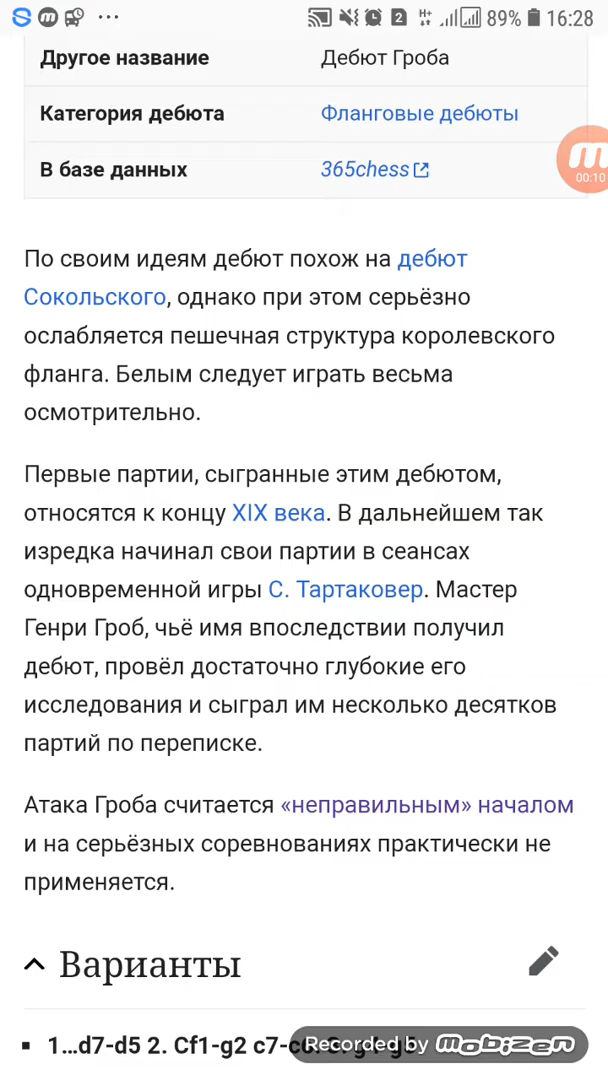 89% 16:28
Другое название Дебют Гроба
Категория дебюта Фланговые дебюты
В базе данных 365chess
00:10
По своим идеям дебют похож на дебют
Сокольского, однако при этом серьёзно
ослабляется пешечная структура королевского
фланга. Белым следует играть весьма
осмотрительно.
Первые партии, сыгранные этим дебютом,
относятся к концу XIX века. В дальнейшем так
изредка начинал свои партии в сеансах
одновременной игры С. Тартаковер. Мастер
Генри Гроб, чьё имя впоследствии получил
дебют, провёл достаточно глубокие его
исследования и сыграл им несколько десятков
партий по переписке.
Атака Гроба считается «неправильным» началом
и на серьёзных соревнованиях практически не
применяется.
Варианты
1...d7-d5 2. Cf1-g2
Recorded by mobizen